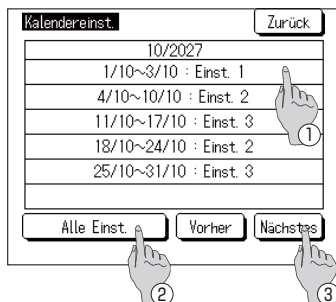 Kalendereinst. Zurück
10/2027
1/10~3/10 : Einst. 1
4/10~10/10 : Einst. 2
11/10~17/10 : Einst. 3
18/10~24/10 : Einst. 2
25/10~31/10 : Einst. 3
①
Alle Einst. Vorher Nächstes
② ③